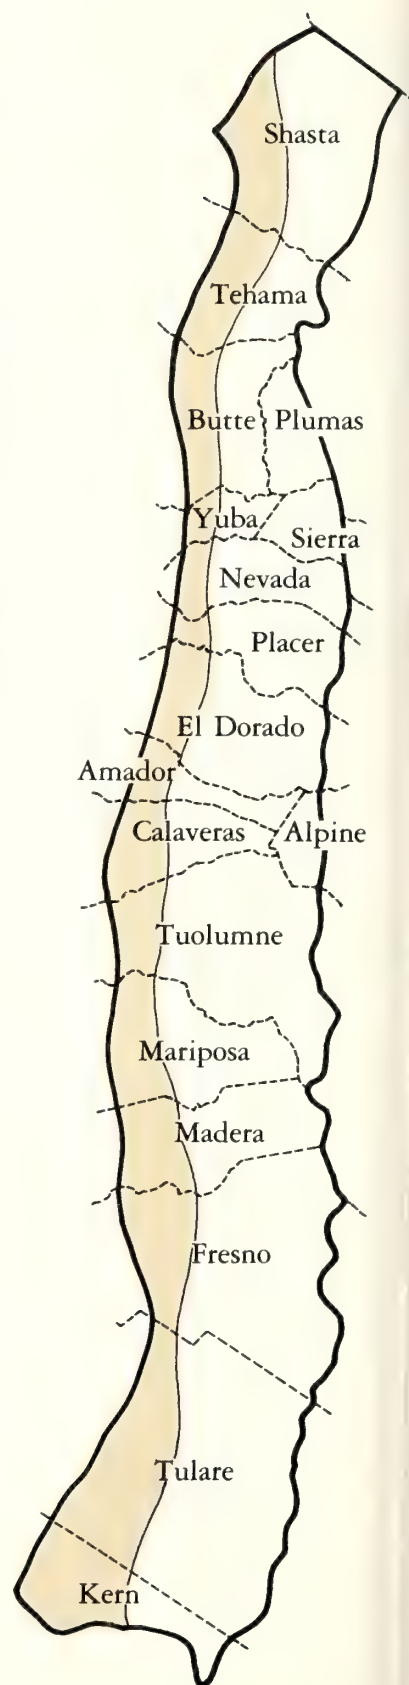 Shasta
Tehama
Butte
Plumas
Yuba
Sierra
Nevada
Placer
El Dorado
Amador
Calaveras
Alpine
Tuolumne
Mariposa
Madera
Fresno
Tulare
Kern